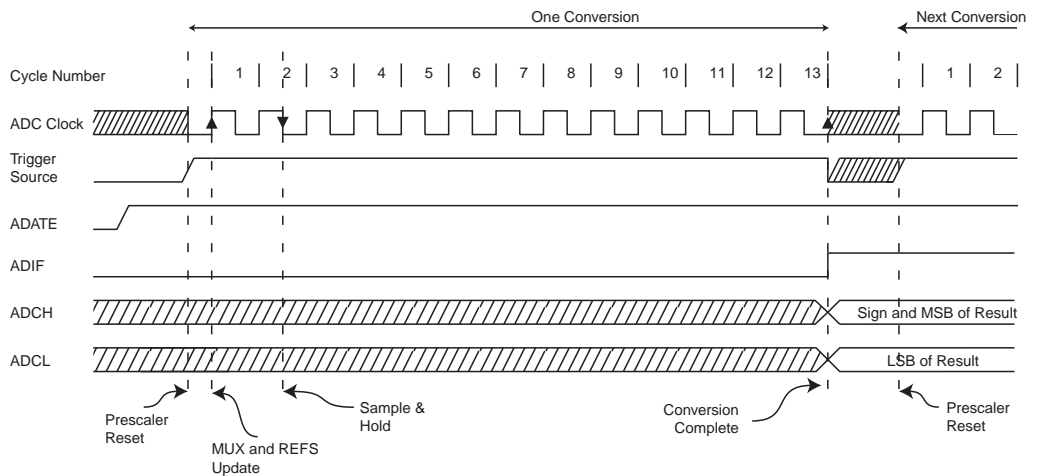 One Conversion
Next Conversion
Cycle Number
1 2 3 4 5 6 7 8 9 10 11 12 13 1 2
ADC Clock
Trigger
Source
ADATE
ADIF
ADCH
Sign and MSB of Result
ADCL
LSB of Result
Prescaler
Reset
MUX and REFS
Update
Sample &
Hold
Conversion
Complete
Prescaler
Reset